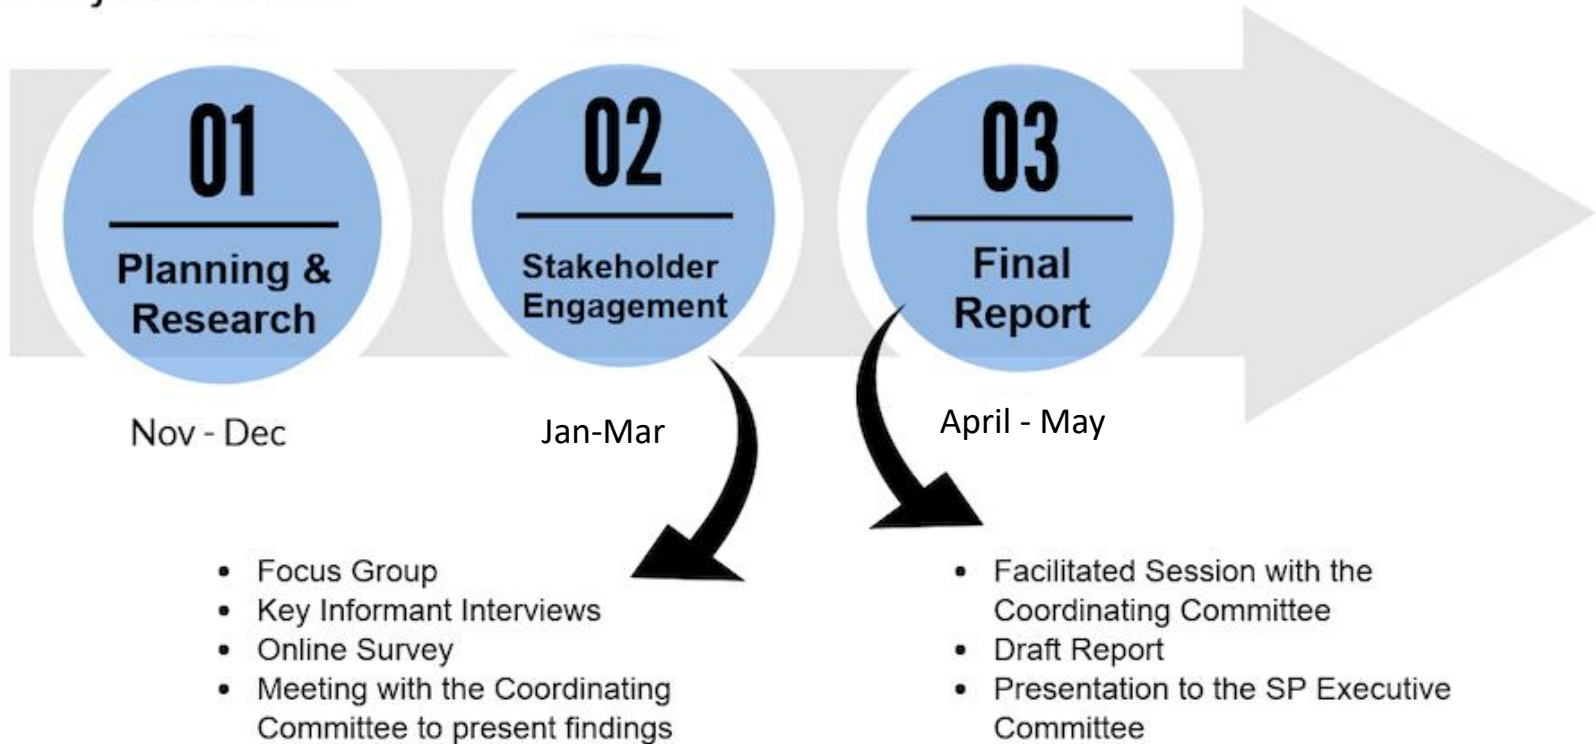 01
Planning &
Research
Nov - Dec
02
Stakeholder
Engagement
Jan-Mar
03
Final
Report
April - May
• Focus Group
• Key Informant Interviews
• Online Survey
• Meeting with the Coordinating
Committee to present findings
• Facilitated Session with the
Coordinating Committee
• Draft Report
• Presentation to the SP Executive
Committee